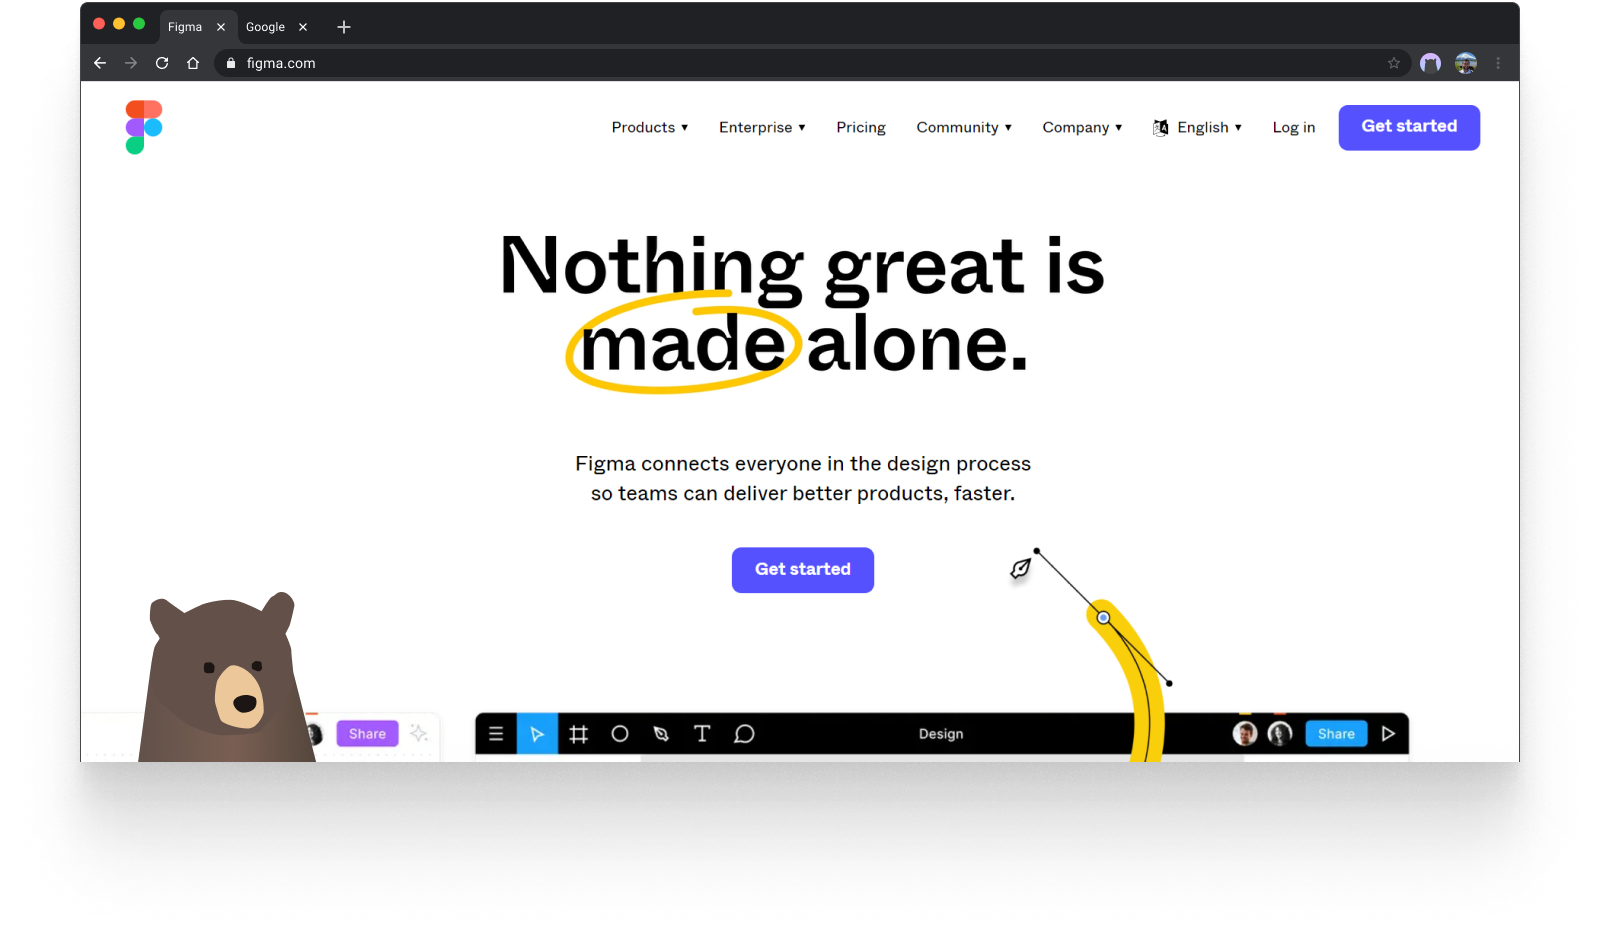 Figma
Google
figma.com
Products ▼ Enterprise ▼ Pricing Community ▼ Company ▼ English ▼ Log in Get started
Nothing great is
made alone.
Figma connects everyone in the design process
so teams can deliver better products, faster.
Get started
Share
Design
Share